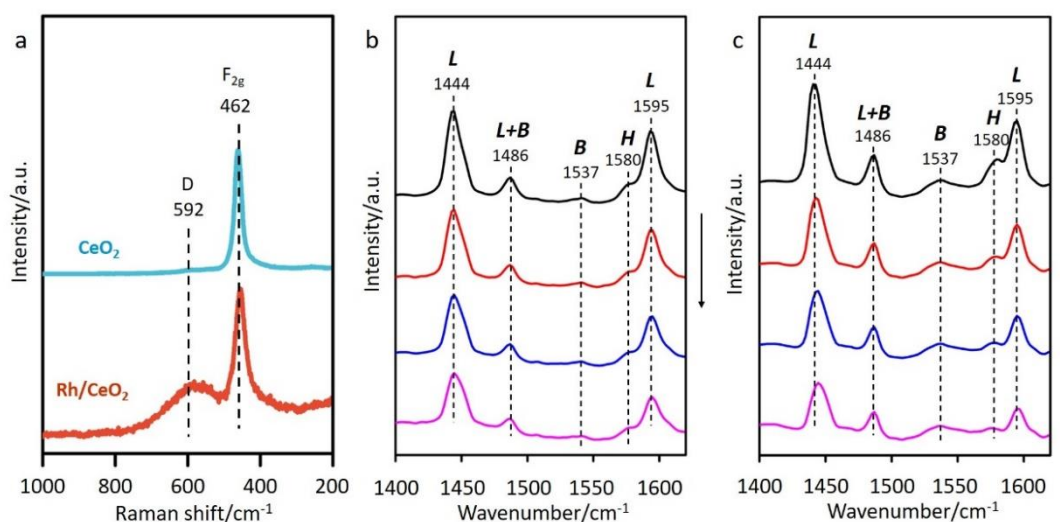 a
F2g
462
D
592
CeO2
Rh/CeO2
Intensity/a.u.
1000 800 600 400 200
Raman shift/cm-1
b
L
1444
L+B
1486
B
1537
H
1580
L
1595
Intensity/a.u.
1400 1450 1500 1550 1600
Wavenumber/cm-1
c
L
1444
L+B
1486
B
1537
H
1580
L
1595
Intensity/a.u.
1400 1450 1500 1550 1600
Wavenumber/cm-1